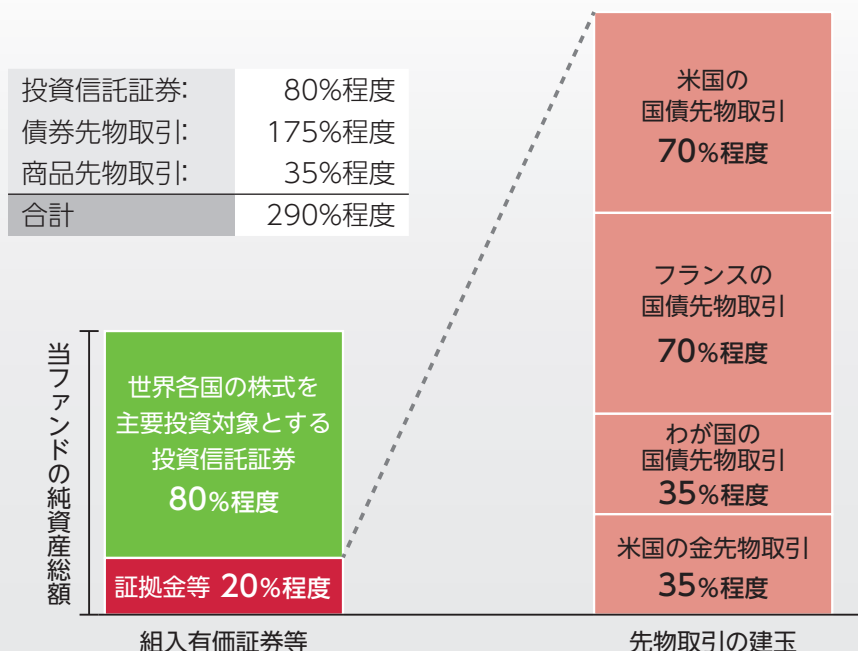 投資信託証券: 80%程度
債券先物取引: 175%程度
商品先物取引: 35%程度
合計 290%程度
当ファンドの純資産総額
世界各国の株式を
主要投資対象とする
投資信託証券
80%程度
証拠金等 20%程度
組入有価証券等
米国の
国債先物取引
70%程度
フランスの
国債先物取引
70%程度
わが国の
国債先物取引
35%程度
米国の金先物取引
35%程度
先物取引の建玉